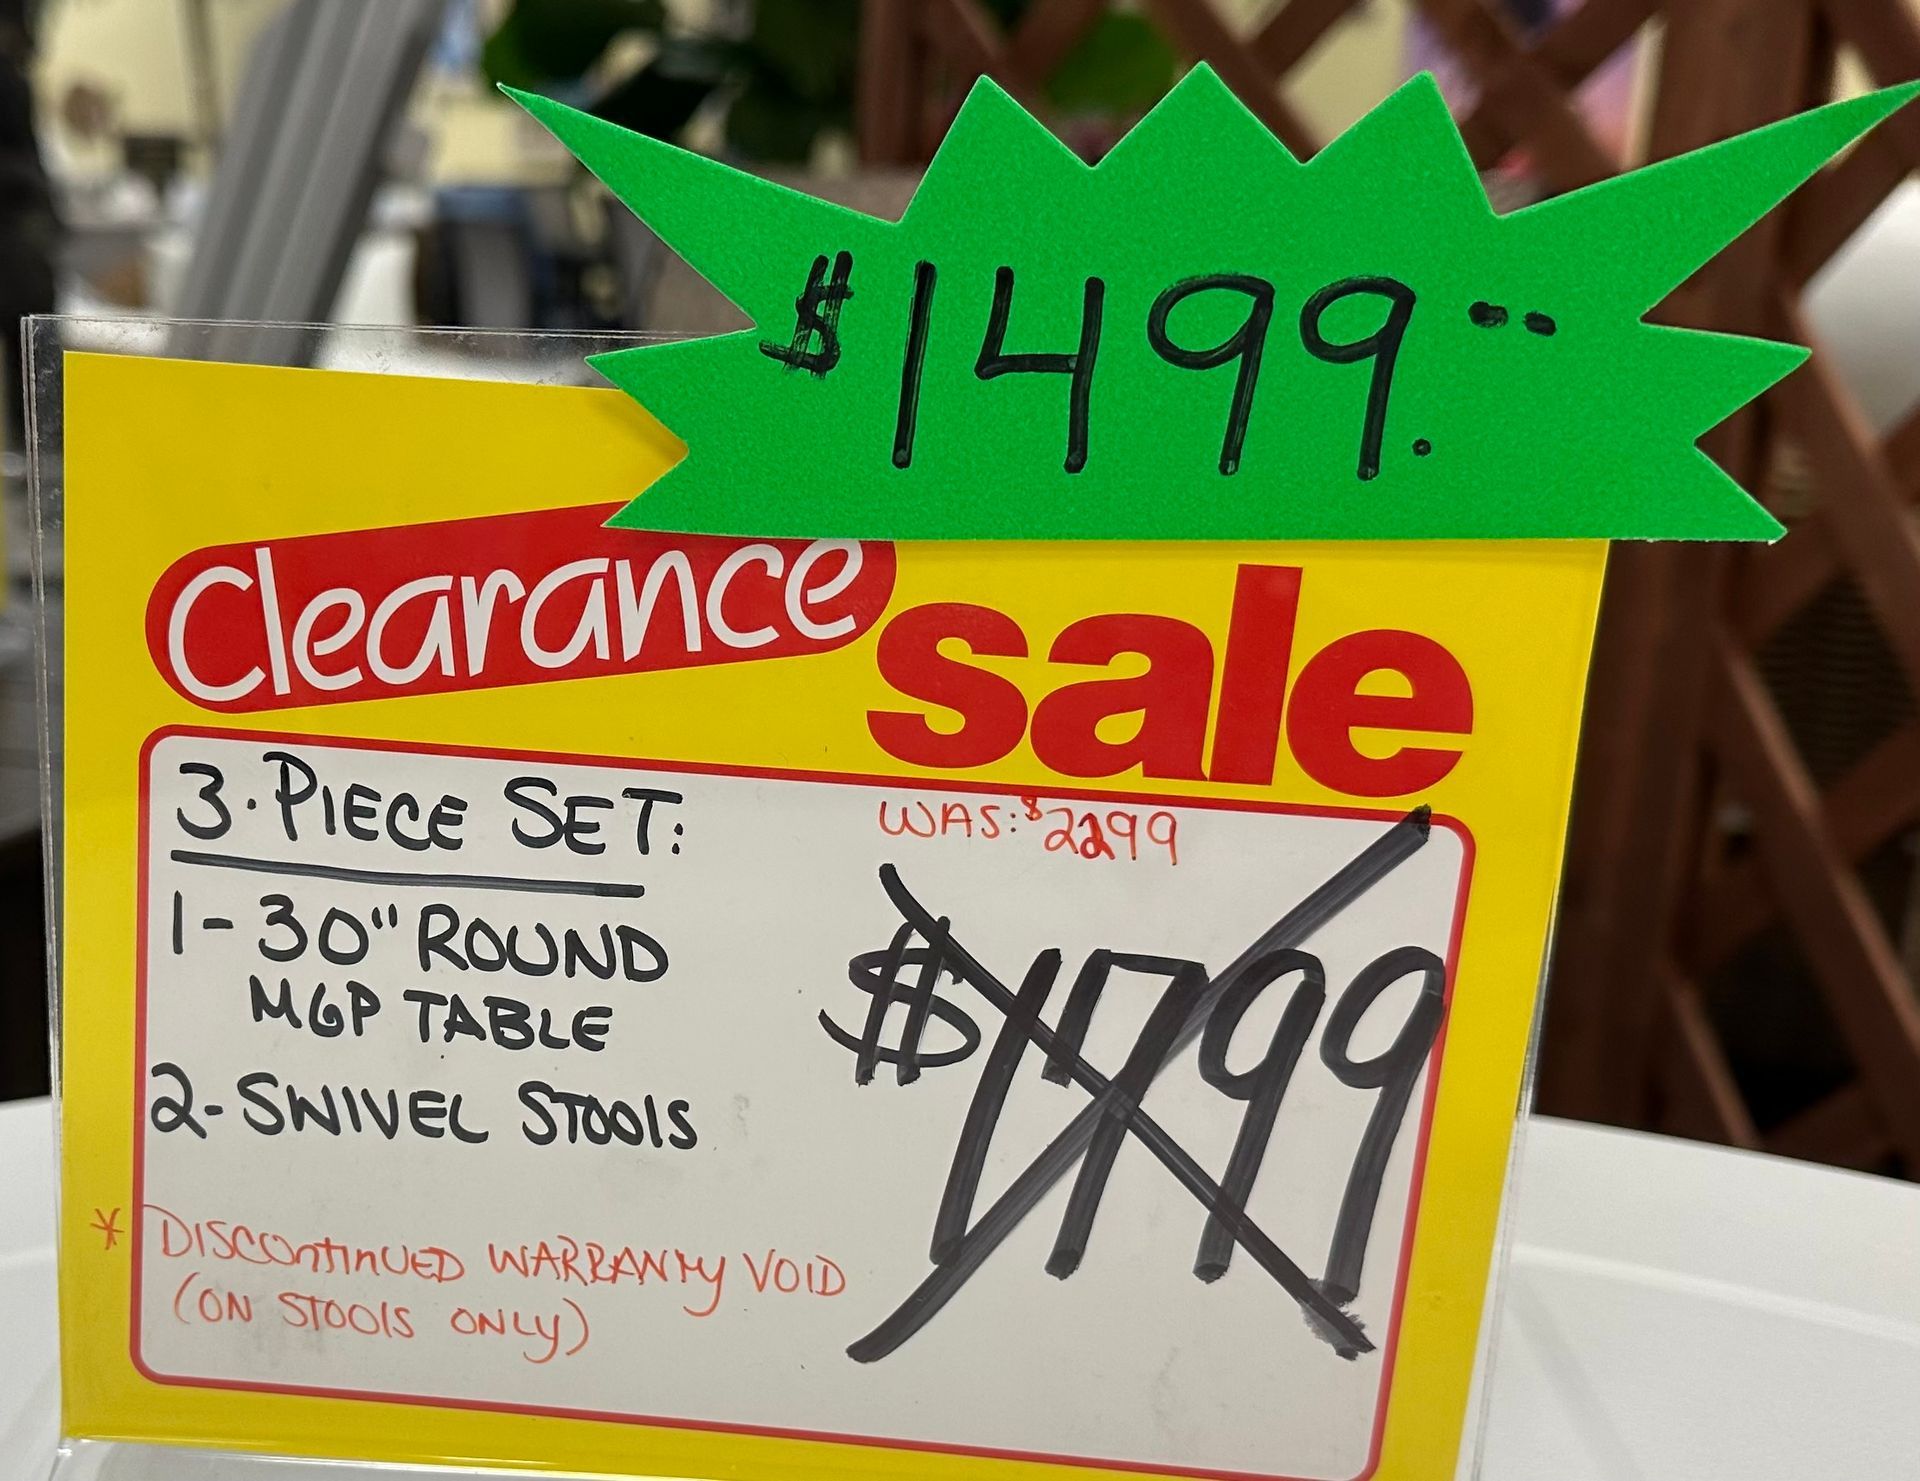 $1499.--
Clearance
sale
3-PIECE SET:
WAS: $2299
$1799
1-30" ROUND
MGP TABLE
2-SWIVEL STOOlS
* DISCONTINUED WARRANTY VOID
(ON STOOlS ONLY)